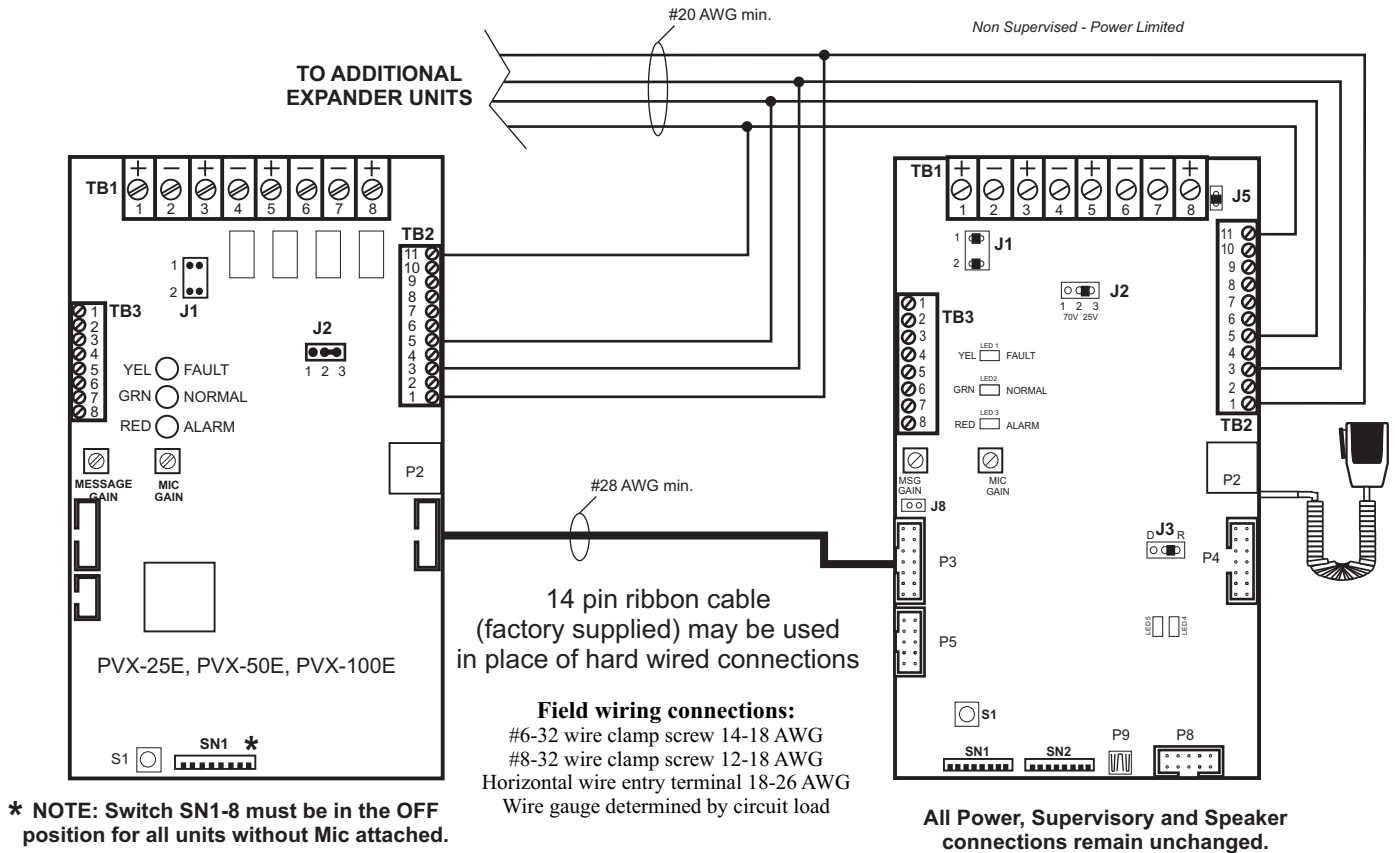 #20 AWG min.
Non Supervised - Power Limited
TO ADDITIONAL
EXPANDER UNITS
TB1
+ − + − + − − +
1 2 3 4 5 6 7 8
TB2
11
10
9
8
7
6
5
4
3
2
1
1
2
J1
TB3
1
2
3
4
5
6
7
8
J2
1 2 3
YEL FAULT
GRN NORMAL
RED ALARM
MESSAGE
GAIN
MIC
GAIN
P2
PVX-25E, PVX-50E, PVX-100E
S1
SN1 *
* NOTE: Switch SN1-8 must be in the OFF
position for all units without Mic attached.
#28 AWG min.
14 pin ribbon cable
(factory supplied) may be used
in place of hard wired connections
Field wiring connections:
#6-32 wire clamp screw 14-18 AWG
#8-32 wire clamp screw 12-18 AWG
Horizontal wire entry terminal 18-26 AWG
Wire gauge determined by circuit load
TB1
+ − + − + − − +
1 2 3 4 5 6 7 8
J5
1
2
J1
J2
1 2 3
70V 25V
11
10
9
8
7
6
5
4
3
2
1
TB2
TB3
1
2
3
4
5
6
7
8
LED 1
YEL FAULT
LED2
GRN NORMAL
LED 3
RED ALARM
MSG
GAIN
MIC
GAIN
J8
P2
D J3 R
P3
P4
P5
LED5
LED4
S1
SN1
SN2
P9
P8
All Power, Supervisory and Speaker
connections remain unchanged.